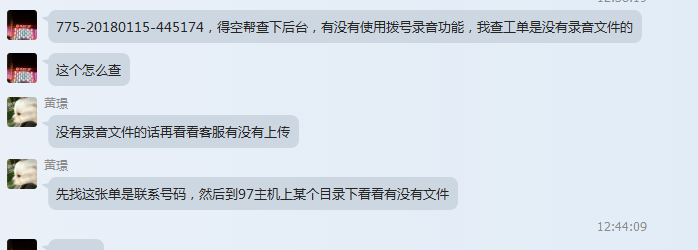 775-20180115-445174，得空帮查下后台，有没有使用拨号录音功能，我查工单是没有录音文件的
这个怎么查
黄璟
没有录音文件的话再看看客服有没有上传
黄璟
先找这张单是联系号码，然后到97主机上某个目录下看看有没有文件
12:44:09